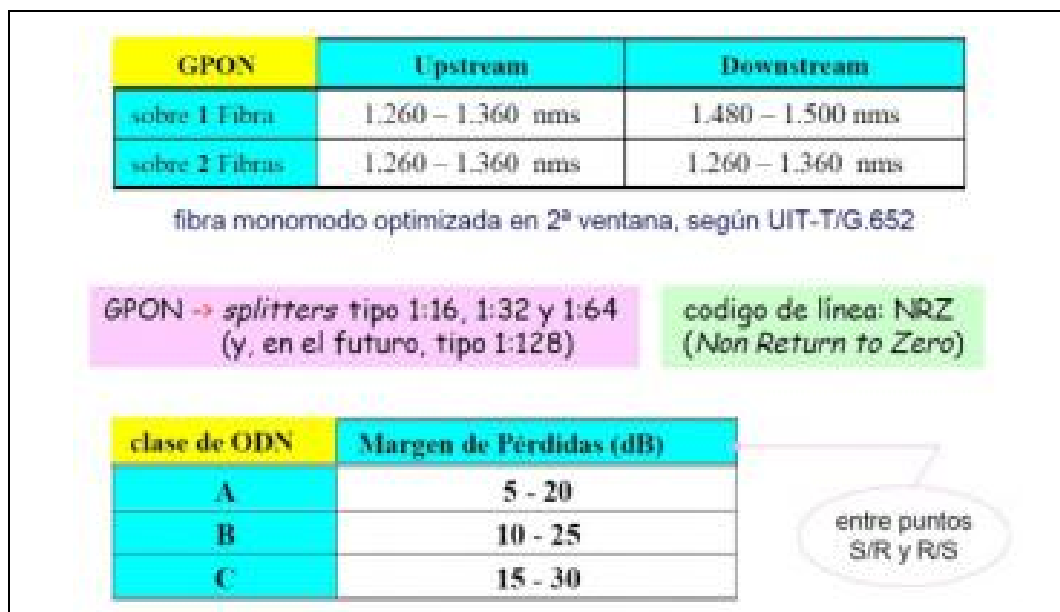 GPON Upstream Downstream
sobre 1 Fibra 1.260 – 1.360 nms 1.480 – 1.500 nms
sobre 2 Fibras 1.260 – 1.360 nms 1.260 – 1.360 nms
fibra monomodo optimizada en 2ª ventana, según UIT-T/G.652
GPON -> splitters tipo 1:16, 1:32 y 1:64
(y, en el futuro, tipo 1:128)
codigo de línea: NRZ
(Non Return to Zero)
clase de ODN Margen de Pérdidas (dB)
A 5 - 20
B 10 - 25
C 15 - 30
entre puntos
S/R y R/S